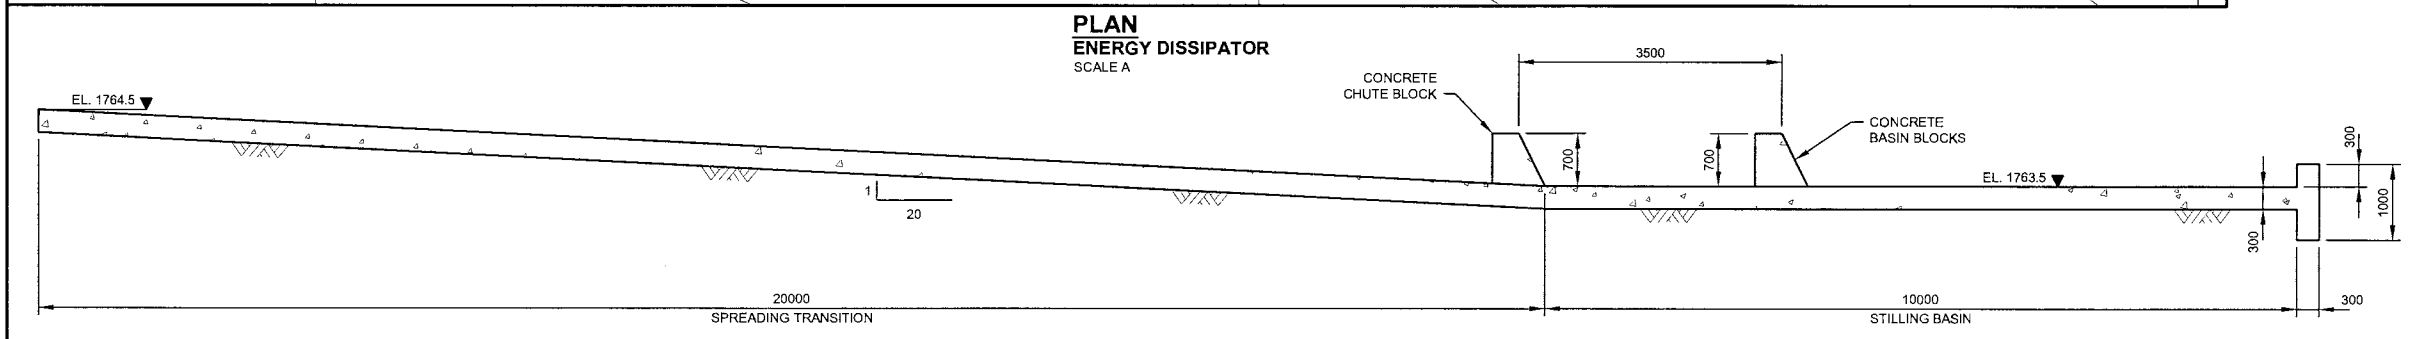 PLAN
ENERGY DISSIPATOR
SCALE A
3500
CONCRETE
CHUTE BLOCK
EL. 1764.5
CONCRETE
BASIN BLOCKS
300
700
700
EL. 1763.5
1
20
1000
300
20000
SPREADING TRANSITION
10000
STILLING BASIN
300